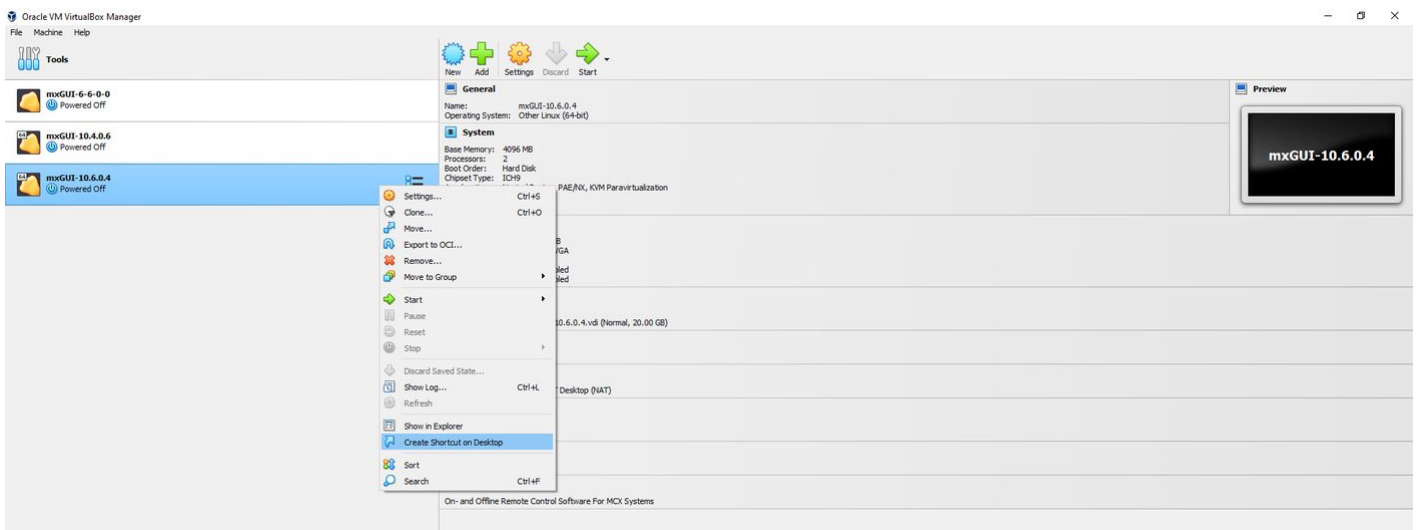 Oracle VM VirtualBox Manager
File Machine Help
Tools
New Add Settings Discard Start
mxGUI-6-6-0-0
Powered Off
64
mxGUI-10.4.0.6
Powered Off
64
mxGUI-10.6.0.4
Powered Off
General
Name: mxGUI-10.6.0.4
Operating System: Other Linux (64-bit)
System
Base Memory: 4096 MB
Processors: 2
Boot Order: Hard Disk
Chipset Type: ICH9
PAE/NX, KVM Paravirtualization
Preview
mxGUI-10.6.0.4
Settings... Ctrl+S
Clone... Ctrl+O
Move...
Export to OCI...
Remove...
Move to Group
Start
Pause
Reset
Stop
Discard Saved State...
Show Log... Ctrl+L
Refresh
Show in Explorer
Create Shortcut on Desktop
Sort
Search Ctrl+F
B
VGA
bled
bled
10.6.0.4.vdi (Normal, 20.00 GB)
Desktop (NAT)
On- and Offline Remote Control Software For MCX Systems